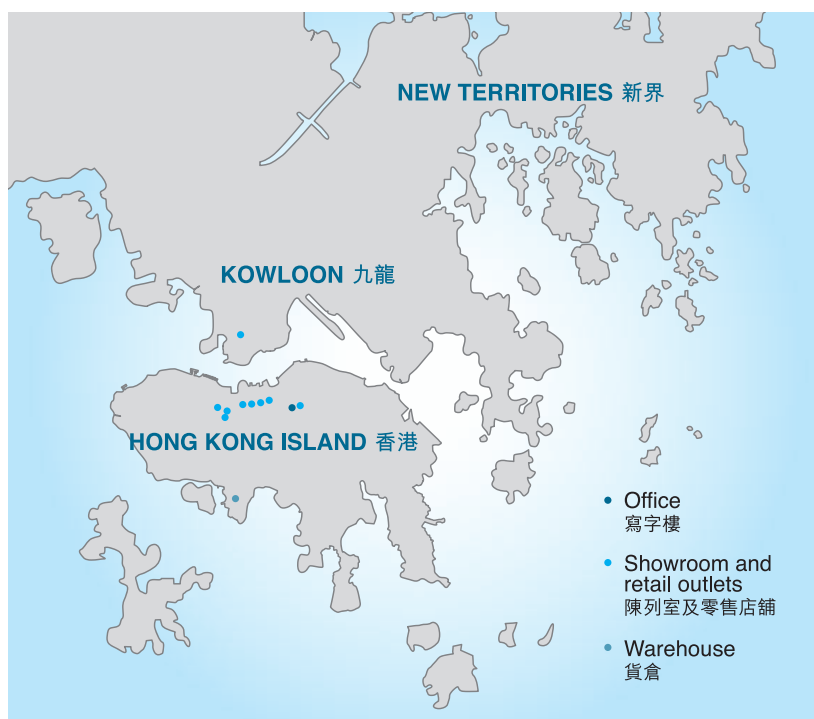 NEW TERRITORIES 新界
KOWLOON 九龍
HONG KONG ISLAND 香港
Office
寫字樓
Showroom and
retail outlets
陳列室及零售店舖
Warehouse
貨倉